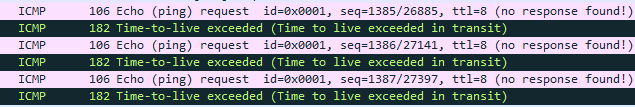 ICMP 106 Echo (ping) request id=0x0001, seq=1385/26885, ttl=8 (no response found!)
ICMP 182 Time-to-live exceeded (Time to live exceeded in transit)
ICMP 106 Echo (ping) request id=0x0001, seq=1386/27141, ttl=8 (no response found!)
ICMP 182 Time-to-live exceeded (Time to live exceeded in transit)
ICMP 106 Echo (ping) request id=0x0001, seq=1387/27397, ttl=8 (no response found!)
ICMP 182 Time-to-live exceeded (Time to live exceeded in transit)